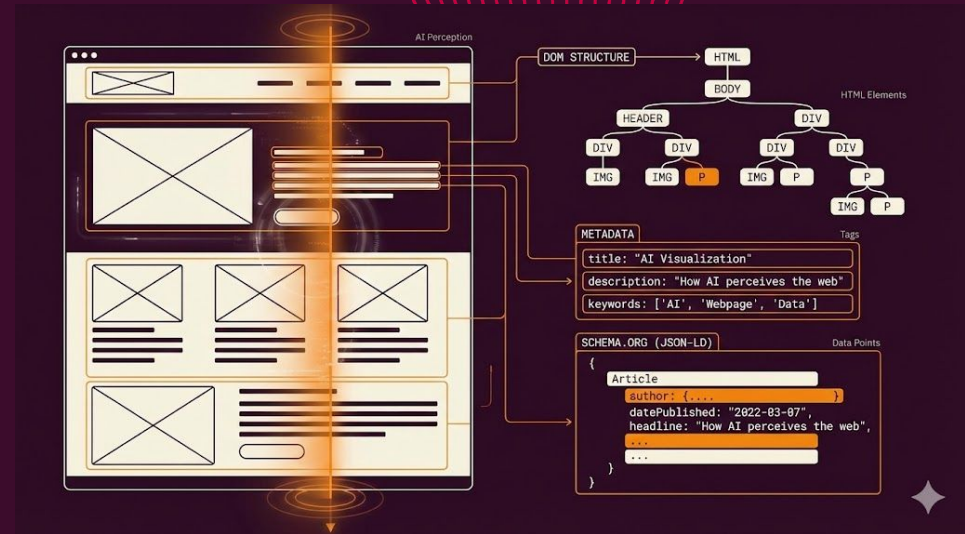 AI Perception
DOM STRUCTURE
HTML
BODY
HTML Elements
HEADER
DIV
DIV
DIV
DIV
DIV
IMG
IMG
P
IMG
P
P
IMG
P
METADATA
Tags
title: "AI Visualization"
description: "How AI perceives the web"
keywords: ['AI', 'Webpage', 'Data']
SCHEMA.ORG (JSON-LD)
Data Points
{
Article
author: {.... }
datePublished: "2022-03-07",
headline: "How AI perceives the web",
...
...
}
}